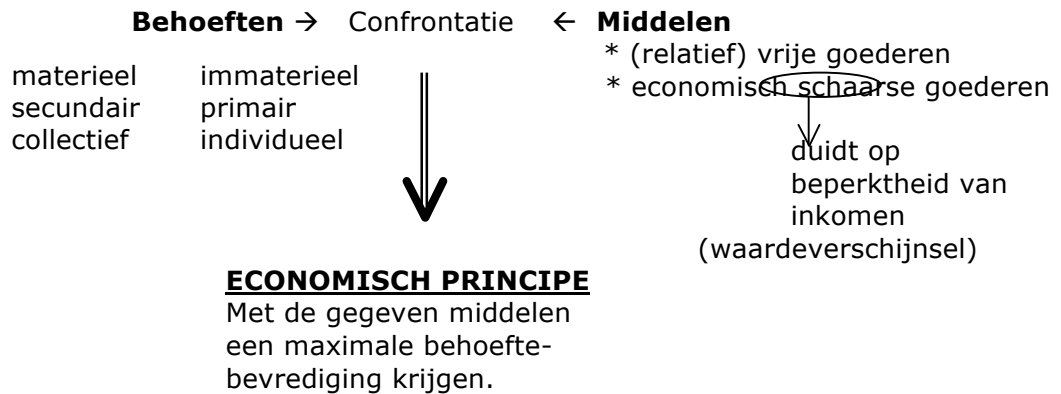 Behoeften → Confrontatie ← Middelen
* (relatief) vrije goederen
materieel immaterieel
* economisch schaarse goederen
secundair primair
collectief individueel
duidt op
beperktheid van
inkomen
(waardeverschijnsel)
ECONOMISCH PRINCIPE
Met de gegeven middelen
een maximale behoefte-
bevrediging krijgen.